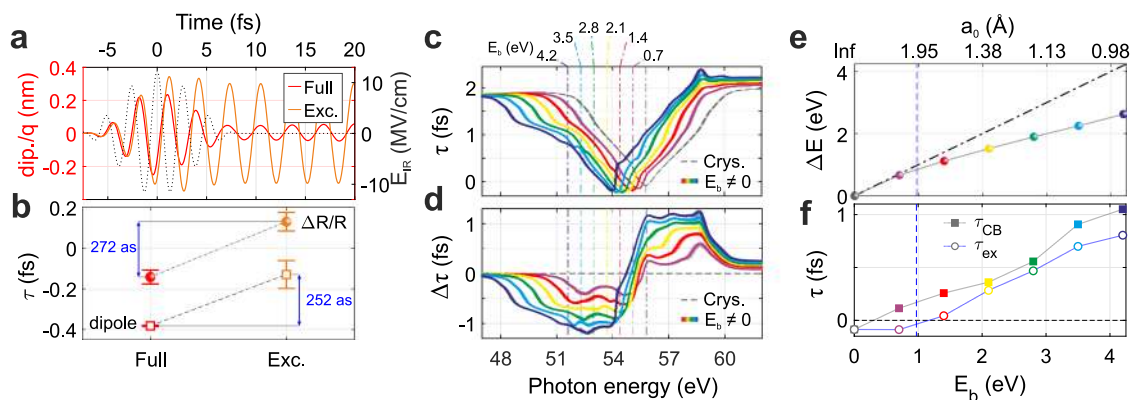 Time (fs)
a
-5 0 5 10 15 20
0.4
0.2
0
-0.2
dip./q (nm)
Full
Exc.
10
0
-10
E_IR (MV/cm)
b
0.2
0
-0.2
-0.4
τ (fs)
272 as
ΔR/R
252 as
dipole
Full Exc.
c
E_b (eV)
4.2
3.5
2.8
2.1
1.4
0.7
2
1
0
τ (fs)
Crys.
E_b ≠ 0
d
1
0
-1
Δτ (fs)
Crys.
E_b ≠ 0
48 51 54 57 60
Photon energy (eV)
e
a₀ (Å)
Inf 1.95 1.38 1.13 0.98
4
2
0
ΔE (eV)
f
1
0
τ (fs)
τ_CB
τ_ex
0 1 2 3 4
E_b (eV)